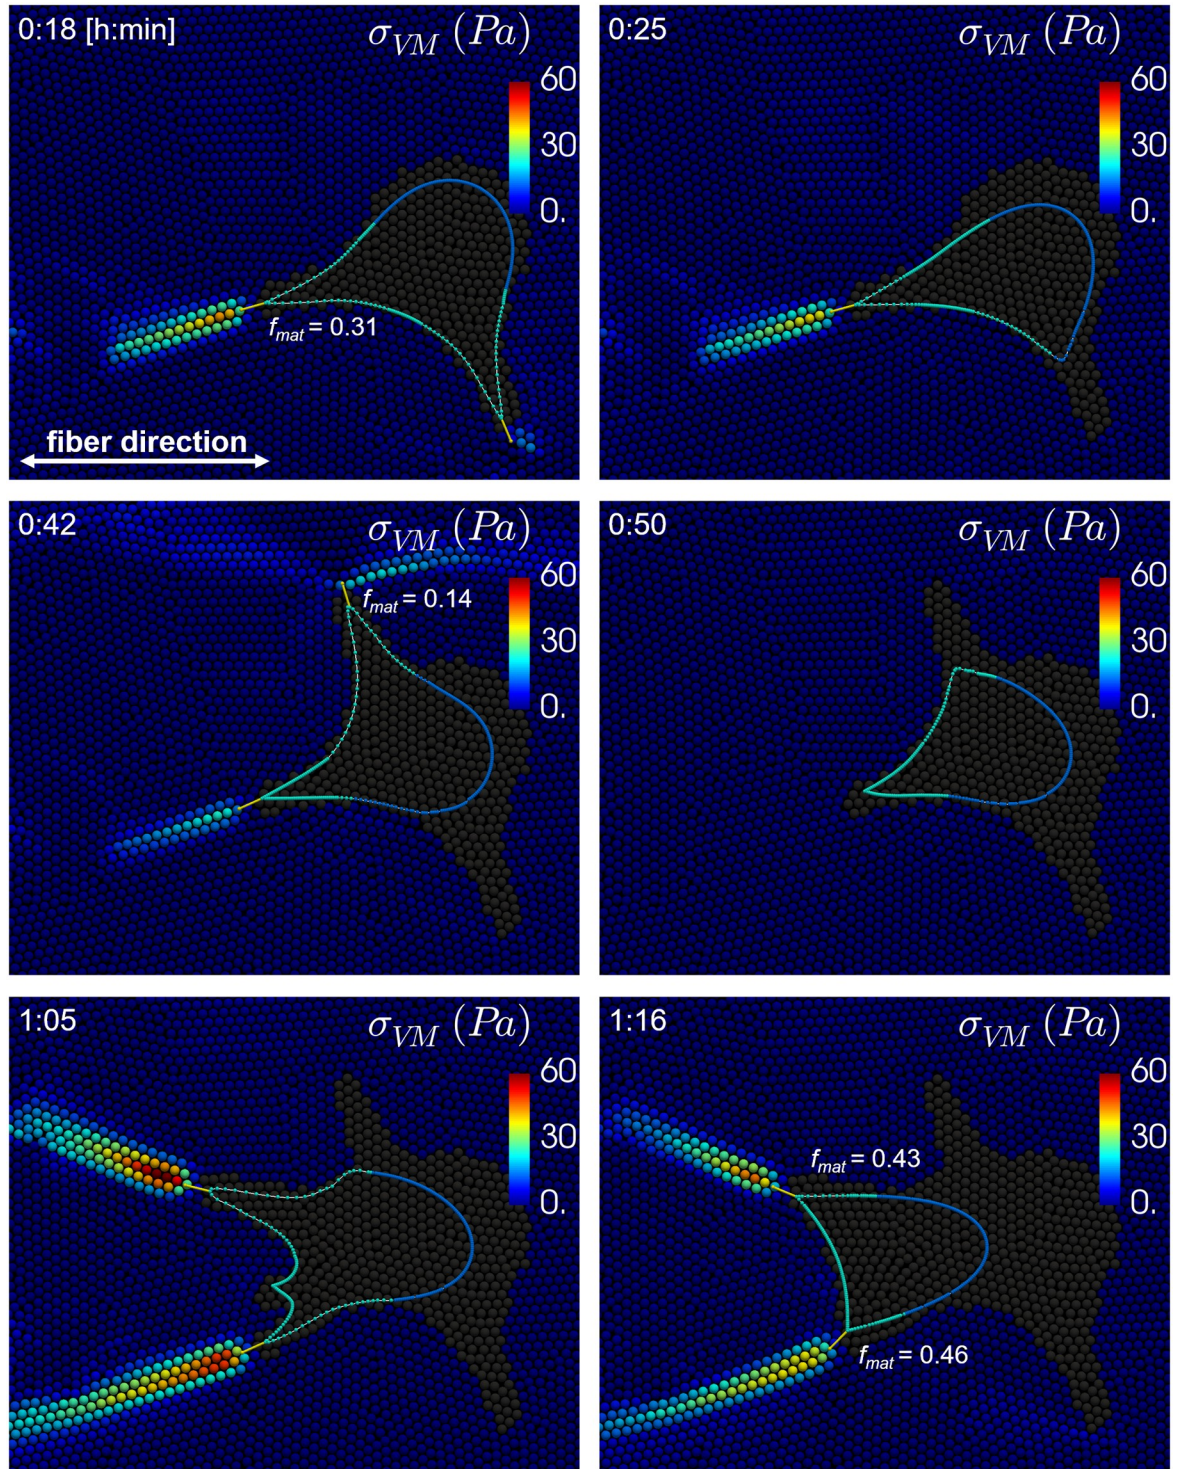 0:18 [h:min]
σVM (Pa)
60
30
0.
fmat = 0.31
fiber direction
0:25
σVM (Pa)
60
30
0.
0:42
σVM (Pa)
60
30
0.
fmat = 0.14
0:50
σVM (Pa)
60
30
0.
1:05
σVM (Pa)
60
30
0.
1:16
σVM (Pa)
60
30
0.
fmat = 0.43
fmat = 0.46